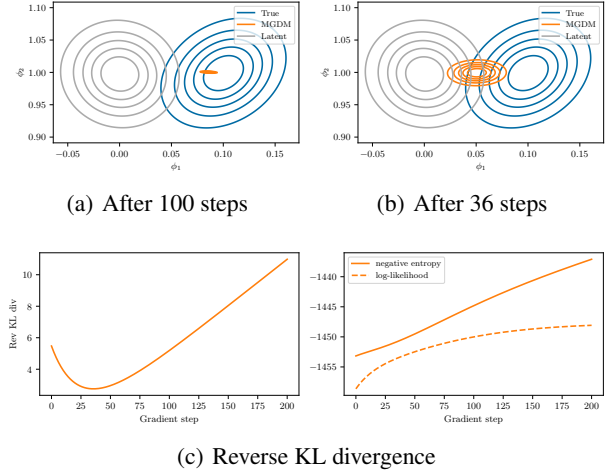 1.10
1.05
1.00
0.95
0.90
ϕ2
True
MGDM
Latent
−0.05
0.00
0.05
0.10
0.15
ϕ1
(a) After 100 steps
1.10
1.05
1.00
0.95
0.90
ϕ2
True
MGDM
Latent
−0.05
0.00
0.05
0.10
0.15
ϕ1
(b) After 36 steps
10
8
6
4
Rev KL div
0
25
50
75
100
125
150
175
200
Gradient step
negative entropy
log-likelihood
−1440
−1445
−1450
−1455
0
25
50
75
100
125
150
175
200
Gradient step
(c) Reverse KL divergence